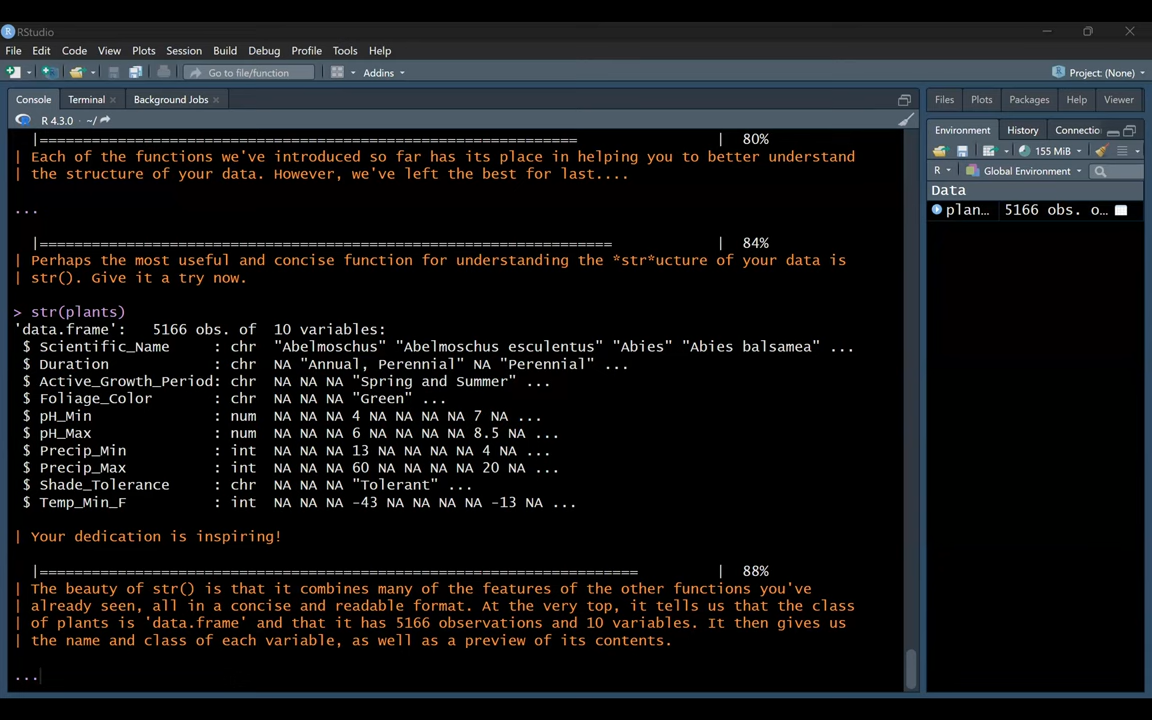 RStudio
File Edit Code View Plots Session Build Debug Profile Tools Help
Go to file/function Addins Project: (None)
Console Terminal Background Jobs
R 4.3.0 · ~/
|============================================================== | 80%
| Each of the functions we've introduced so far has its place in helping you to better understand
| the structure of your data. However, we've left the best for last....
...
|================================================================== | 84%
| Perhaps the most useful and concise function for understanding the *str*ucture of your data is
| str(). Give it a try now.
> str(plants)
'data.frame': 5166 obs. of 10 variables:
$ Scientific_Name : chr "Abelmoschus" "Abelmoschus esculentus" "Abies" "Abies balsamea" ...
$ Duration : chr NA "Annual, Perennial" NA "Perennial" ...
$ Active_Growth_Period: chr NA NA NA "Spring and Summer" ...
$ Foliage_Color : chr NA NA NA "Green" ...
$ pH_Min : num NA NA NA 4 NA NA NA NA 7 NA ...
$ pH_Max : num NA NA NA 6 NA NA NA NA 8.5 NA ...
$ Precip_Min : int NA NA NA 13 NA NA NA NA 4 NA ...
$ Precip_Max : int NA NA NA 60 NA NA NA NA 20 NA ...
$ Shade_Tolerance : chr NA NA NA "Tolerant" ...
$ Temp_Min_F : int NA NA NA -43 NA NA NA NA -13 NA ...
| Your dedication is inspiring!
|===================================================================== | 88%
| The beauty of str() is that it combines many of the features of the other functions you've
| already seen, all in a concise and readable format. At the very top, it tells us that the class
| of plants is 'data.frame' and that it has 5166 observations and 10 variables. It then gives us
| the name and class of each variable, as well as a preview of its contents.
...
Files Plots Packages Help Viewer
Environment History Connectio
155 MiB
R Global Environment
Data
plan... 5166 obs. o...